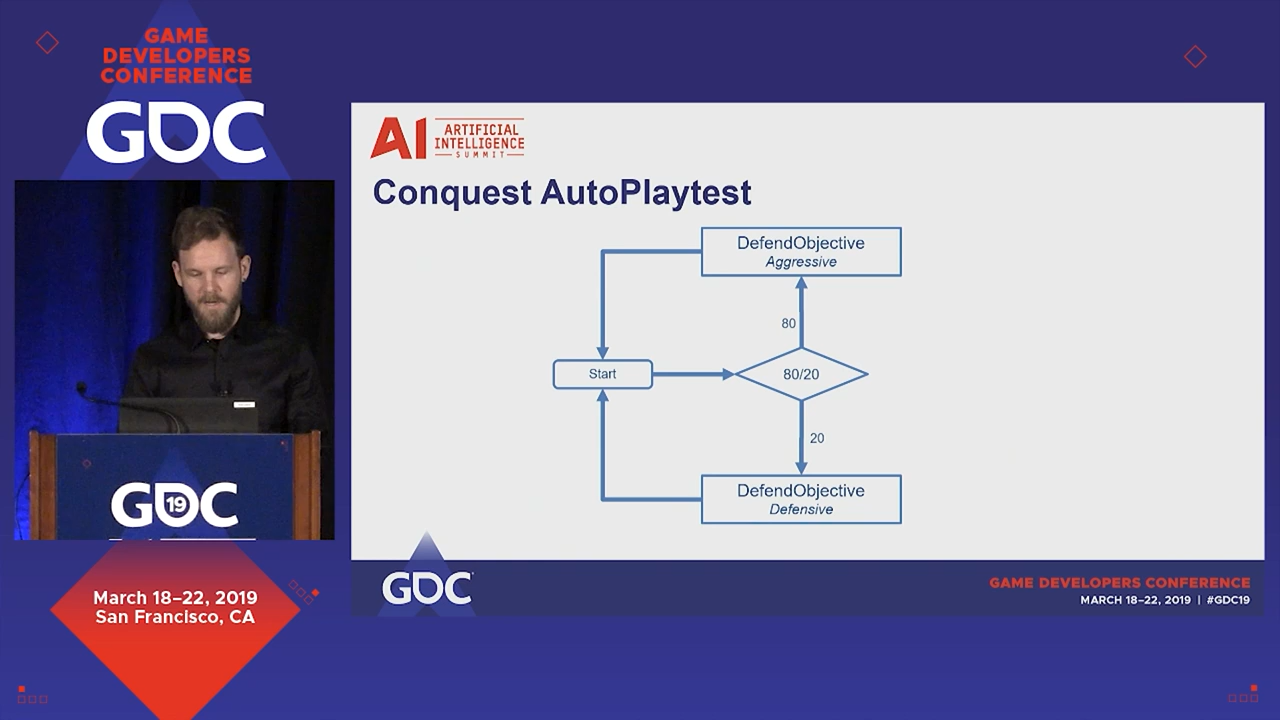 GAME
DEVELOPERS
CONFERENCE
GDC
GDC
19
March 18–22, 2019
San Francisco, CA
AI
ARTIFICIAL
INTELLIGENCE
SUMMIT
Conquest AutoPlaytest
DefendObjective
Aggressive
80
Start
80/20
20
DefendObjective
Defensive
GDC
GAME DEVELOPERS CONFERENCE
MARCH 18–22, 2019 | #GDC19